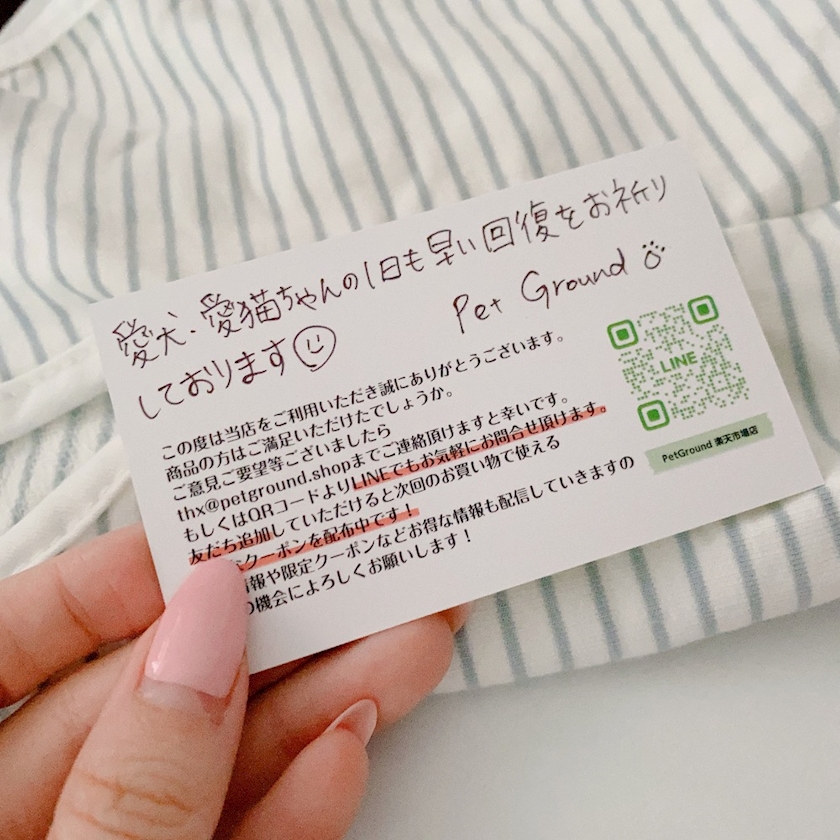 愛犬、愛猫ちゃんの1日も早い回復をお祈り
しております
Pet Ground
この度は当店をご利用いただき誠にありがとうございます。
商品の方はご満足いただけたでしょうか。
ご意見ご要望等ございましたら
thx@petground.shopまでご連絡頂けますと幸いです。
もしくはQRコードよりLINEでもお気軽にお問合せ頂けます。
友だち追加していただけると次回のお買い物で使える
クーポンを配布中です!
情報や限定クーポンなどお得な情報も配信していきますの
の機会によろしくお願いします!
LINE
PetGround 楽天市場店